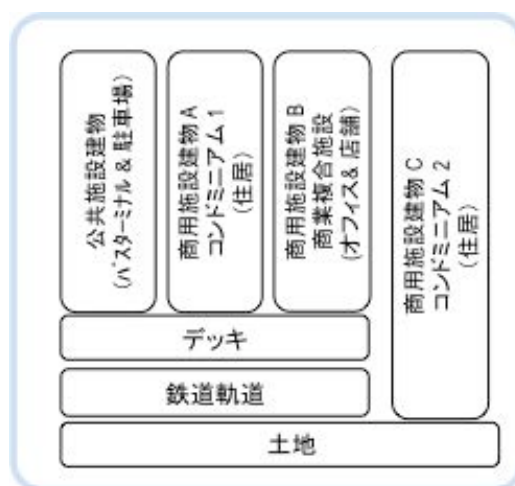 公共施設建物
(バスターミナル & 駐車場)
商用施設建物 A
コンドミニアム 1
(住居)
商用施設建物 B
商業複合施設
(オフィス& 店舗)
商用施設建物 C
コンドミニアム 2
(住居)
デッキ
鉄道軌道
土地